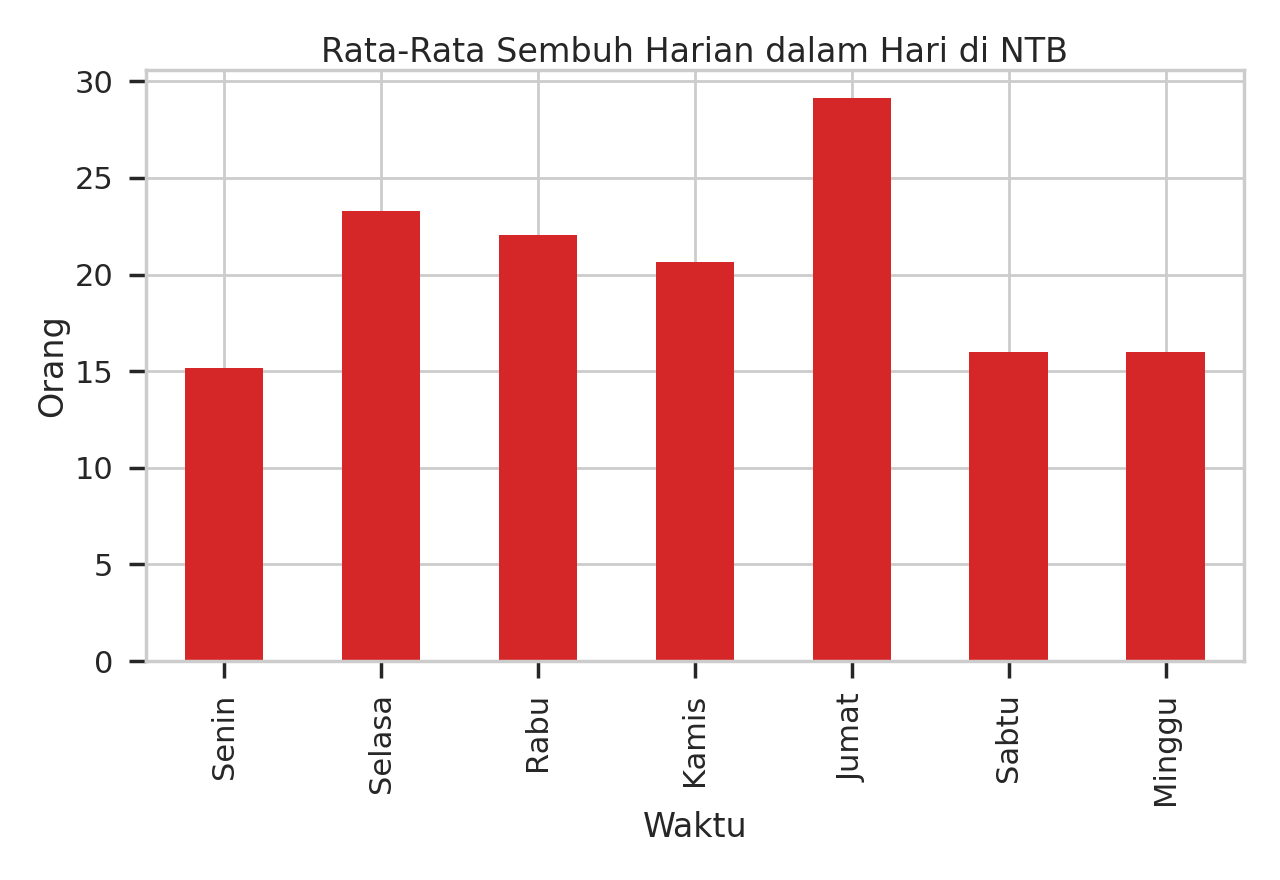 Rata-Rata Sembuh Harian dalam Hari di NTB
30
25
20
15
10
5
0
Orang
Senin
Selasa
Rabu
Kamis
Jumat
Sabtu
Minggu
Waktu